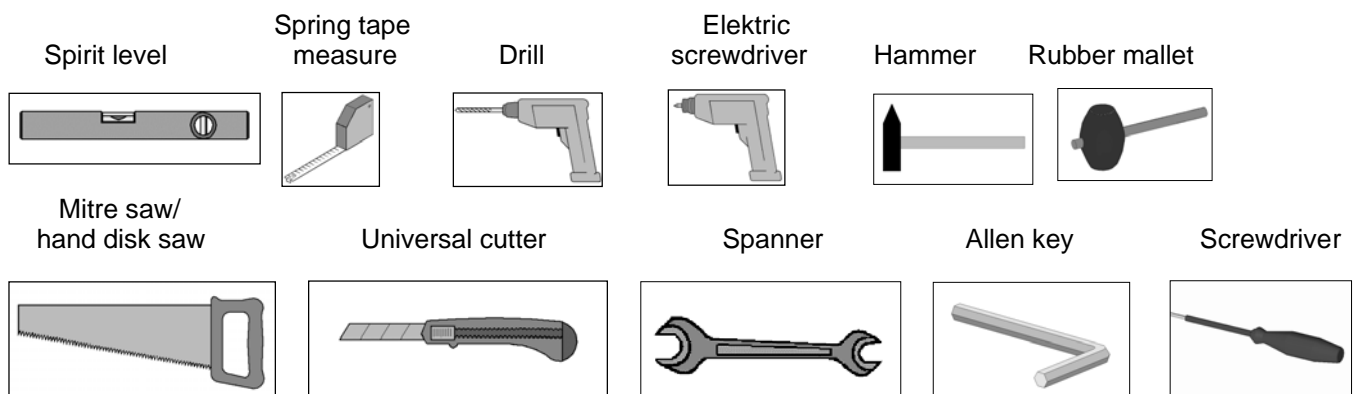 Spirit level
Spring tape
measure
Drill
Elektric
screwdriver
Hammer
Rubber mallet
Mitre saw/
hand disk saw
Universal cutter
Spanner
Allen key
Screwdriver